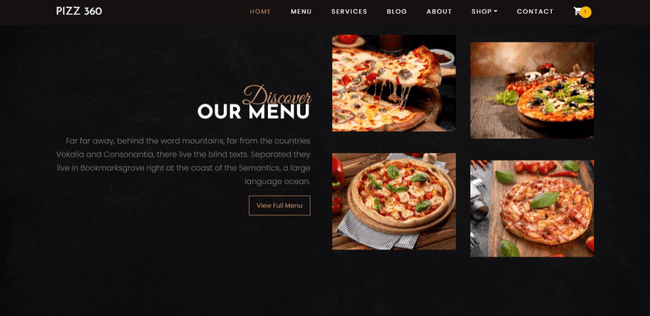 PIZZ 360
HOME MENU SERVICES BLOG ABOUT SHOP CONTACT
Discover
OUR MENU
Far far away, behind the word mountains, far from the countries
Vokalia and Consonantia, there live the blind texts. Separated they
live in Bookmarksgrove right at the coast of the Semantics, a large
language ocean.
View Full Menu